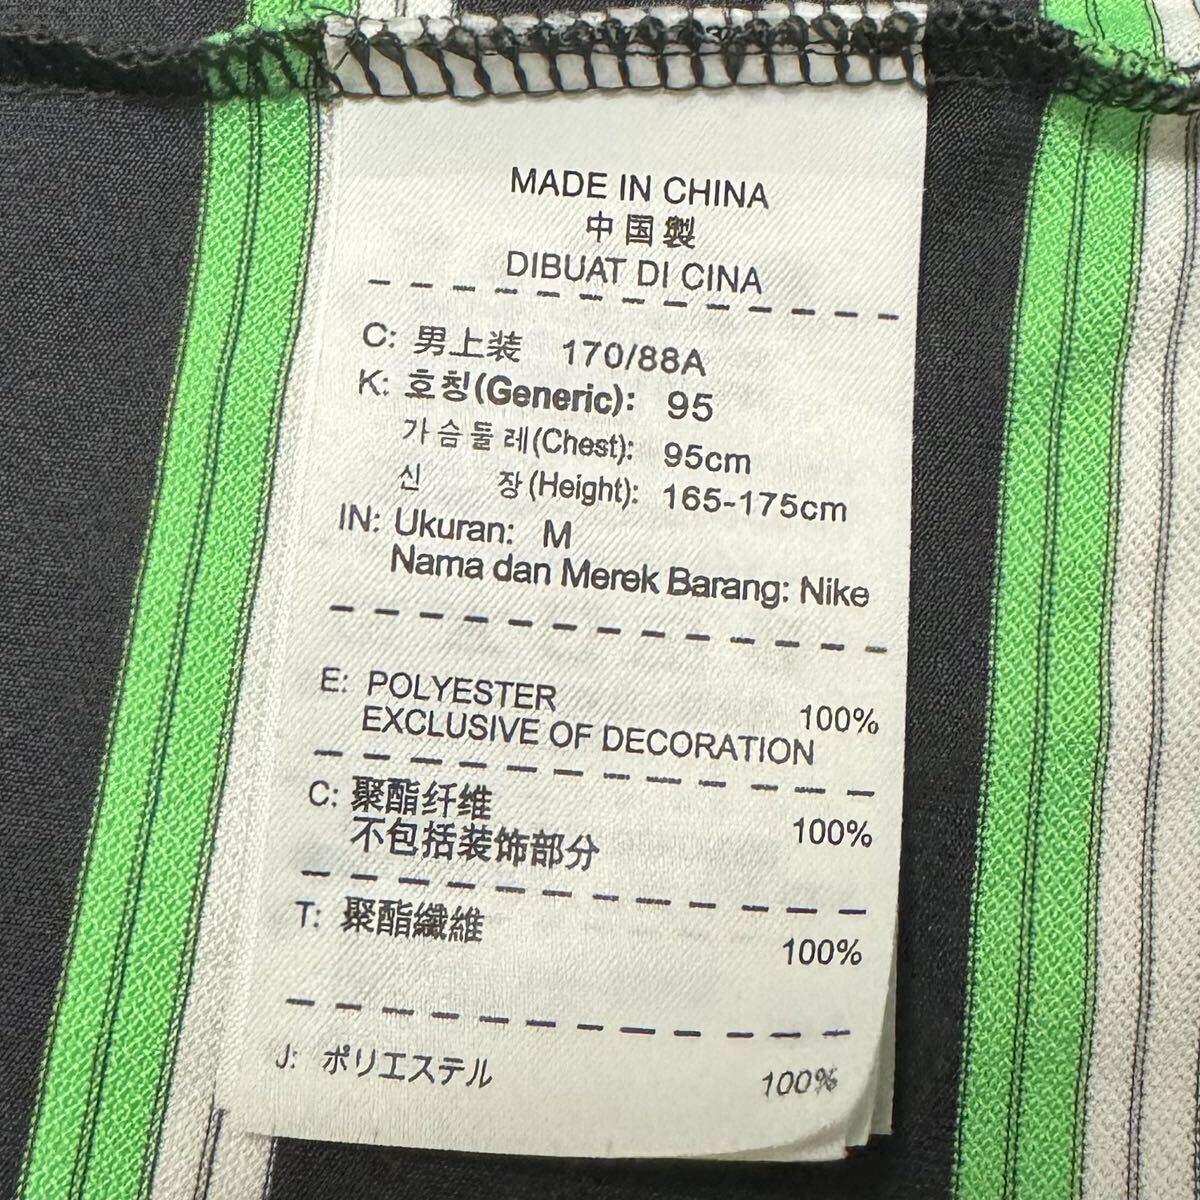 MADE IN CHINA
中国製
DIBUAT DI CINA
C: 男上装 170/88A
K: 호칭(Generic): 95
가슴둘레(Chest): 95cm
신 장(Height): 165-175cm
IN: Ukuran: M
Nama dan Merek Barang: Nike
E: POLYESTER 100%
EXCLUSIVE OF DECORATION
C: 聚酯纤维 100%
不包括装饰部分
T: 聚酯纖維 100%
J: ポリエステル 100%